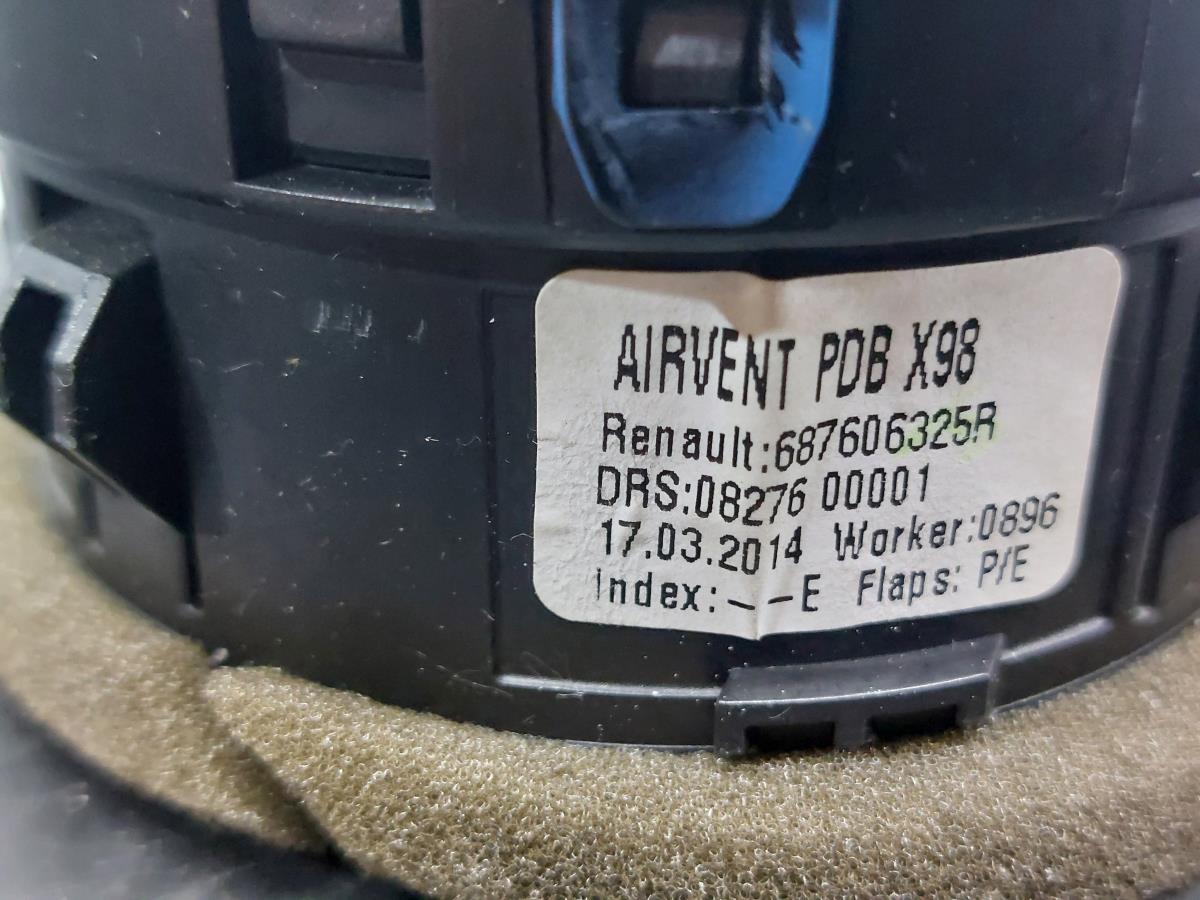 AIRVENT PDB X98
Renault:687606325R
DRS:08276 00001
17.03.2014 Worker:0896
Index:--E Flaps: P/E